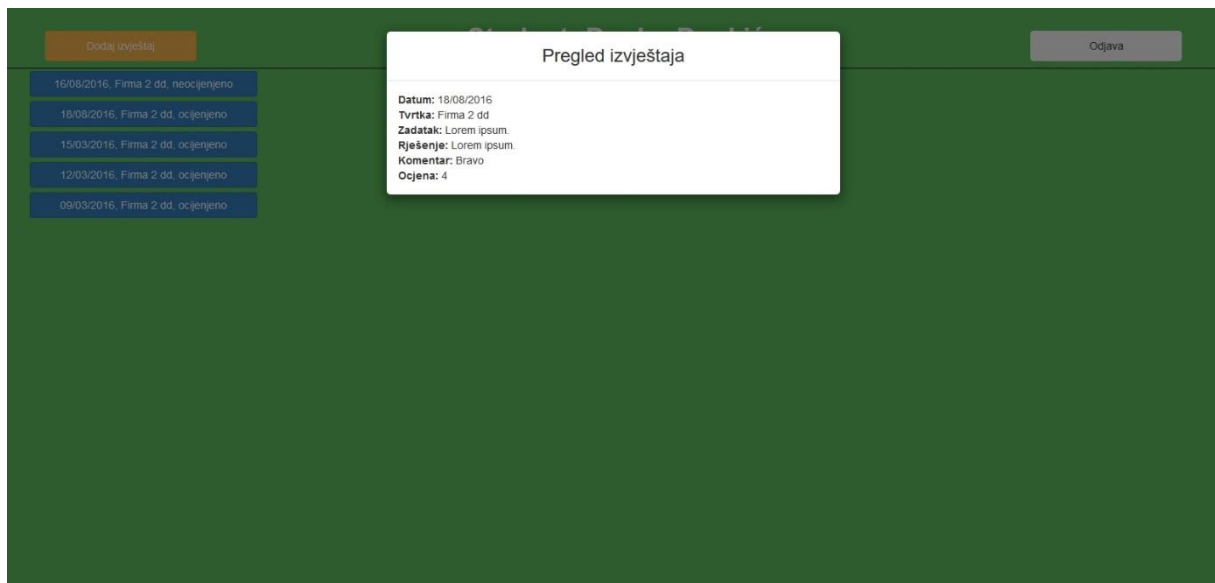 Dodaj izvještaj
Odjava
16/08/2016, Firma 2 dd, neocijenjeno
18/08/2016, Firma 2 dd, ocijenjeno
15/03/2016, Firma 2 dd, ocijenjeno
12/03/2016, Firma 2 dd, ocijenjeno
09/03/2016, Firma 2 dd, ocijenjeno
Pregled izvještaja
Datum: 18/08/2016
Tvrtka: Firma 2 dd
Zadatak: Lorem ipsum.
Rješenje: Lorem ipsum.
Komentar: Bravo
Ocjena: 4